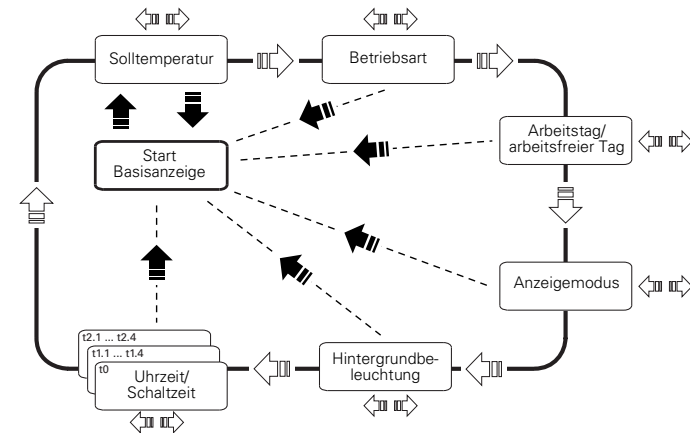 Solltemperatur
Betriebsart
Start
Basisanzeige
Arbeitstag/
arbeitsfreier Tag
Anzeigemodus
t2.1 ... t2.4
t1.1 ... t1.4
t0
Uhrzeit/
Schaltzeit
Hintergrundbe-
leuchtung